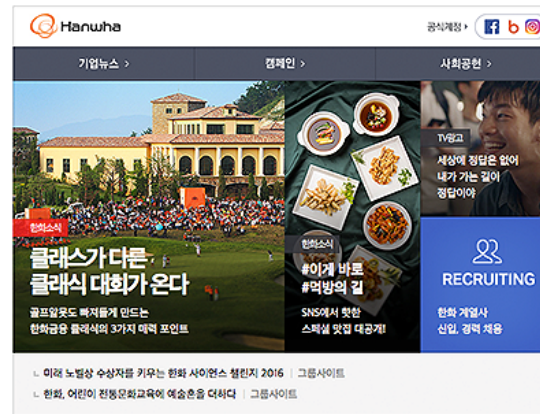 Hanwha
공식계정
기업뉴스 >
캠페인 >
사회공헌 >
한화소식
클래스가 다른
클래식 대회가 온다
골프알못도 빠져들게 만드는
한화금융 클래식의 3가지 매력 포인트
한화소식
#이게 바로
#먹방의 길
SNS에서 핫한
스페셜 맛집 대공개!
TV광고
세상에 정답은 없어
내가 가는 길이
정답이야
RECRUITING
한화 계열사
신입, 경력 채용
미래 노벨상 수상자를 키우는 한화 사이언스 챌린지 2016 | 그룹사이트
한화, 어린이 전통문화교육에 예술혼을 더하다 | 그룹사이트